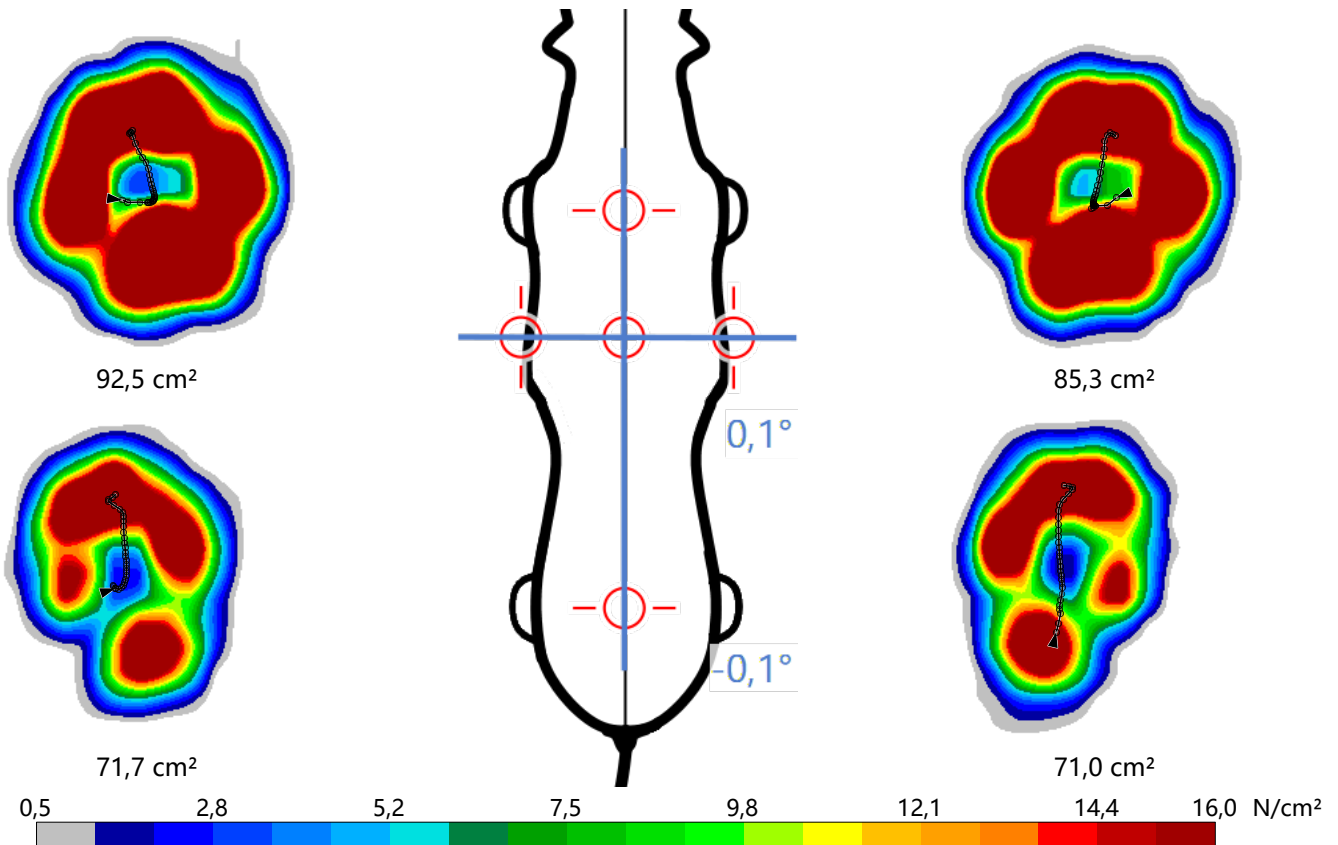 92,5 cm²
85,3 cm²
0,1°
-0,1°
71,7 cm²
71,0 cm²
0,5 2,8 5,2 7,5 9,8 12,1 14,4 16,0 N/cm²